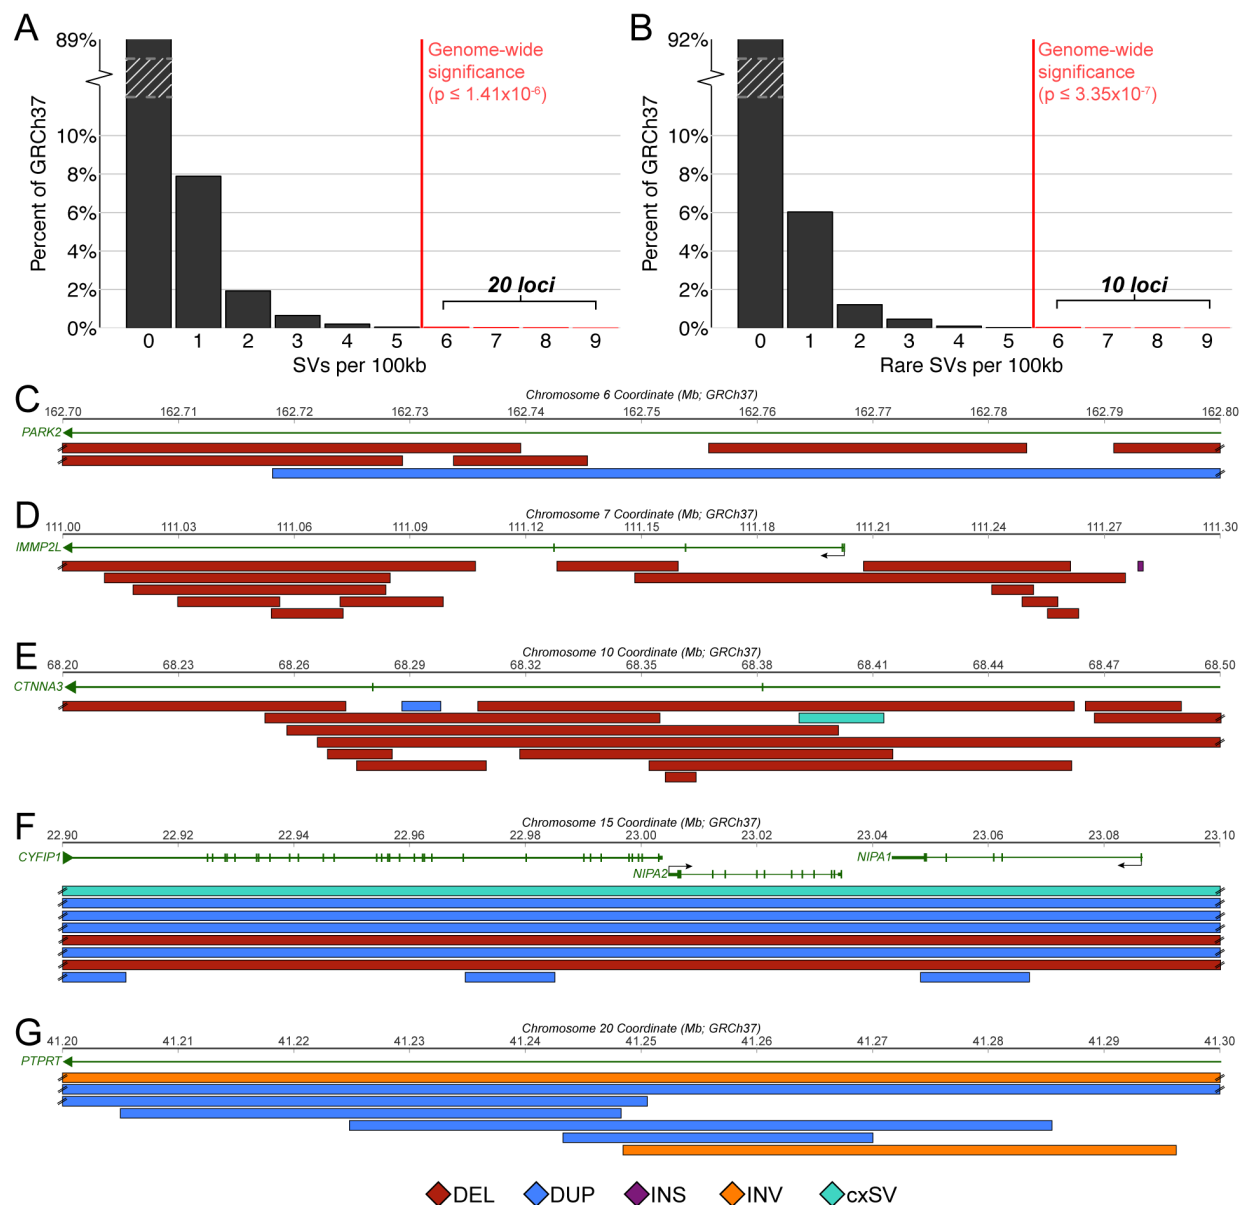 A
89%
10%
8%
6%
4%
2%
0%
Percent of GRCh37
Genome-wide
significance
(p ≤ 1.41x10-6)
20 loci
0 1 2 3 4 5 6 7 8 9
SVs per 100kb
B
92%
10%
8%
6%
4%
2%
0%
Percent of GRCh37
Genome-wide
significance
(p ≤ 3.35x10-7)
10 loci
0 1 2 3 4 5 6 7 8 9
Rare SVs per 100kb
C
Chromosome 6 Coordinate (Mb; GRCh37)
162.70 162.71 162.72 162.73 162.74 162.75 162.76 162.77 162.78 162.79 162.80
PARK2
D
Chromosome 7 Coordinate (Mb; GRCh37)
111.00 111.03 111.06 111.09 111.12 111.15 111.18 111.21 111.24 111.27 111.30
IMMP2L
E
Chromosome 10 Coordinate (Mb; GRCh37)
68.20 68.23 68.26 68.29 68.32 68.35 68.38 68.41 68.44 68.47 68.50
CTNNA3
F
Chromosome 15 Coordinate (Mb; GRCh37)
22.90 22.92 22.94 22.96 22.98 23.00 23.02 23.04 23.06 23.08 23.10
CYFIP1
NIPA1
NIPA2
G
Chromosome 20 Coordinate (Mb; GRCh37)
41.20 41.21 41.22 41.23 41.24 41.25 41.26 41.27 41.28 41.29 41.30
PTPRT
DEL DUP INS INV cxSV